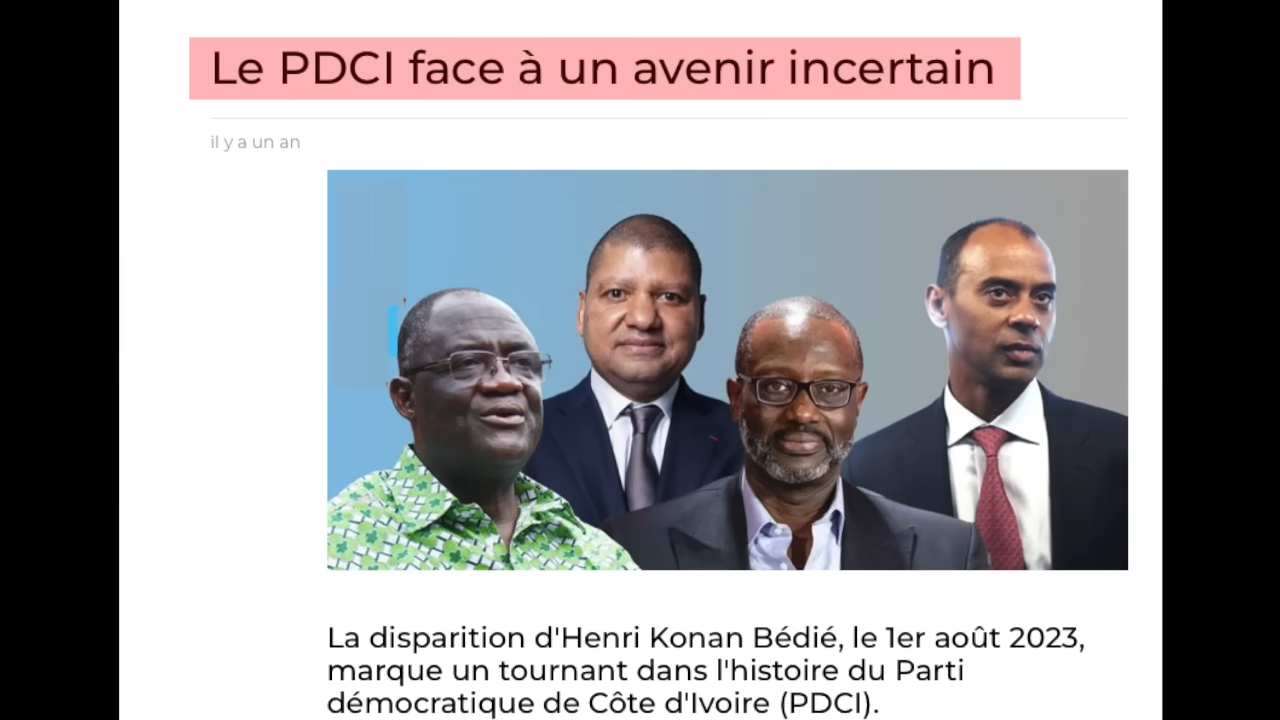 Le PDCI face à un avenir incertain
il y a un an
La disparition d'Henri Konan Bédié, le 1er août 2023,
marque un tournant dans l'histoire du Parti
démocratique de Côte d'Ivoire (PDCI).